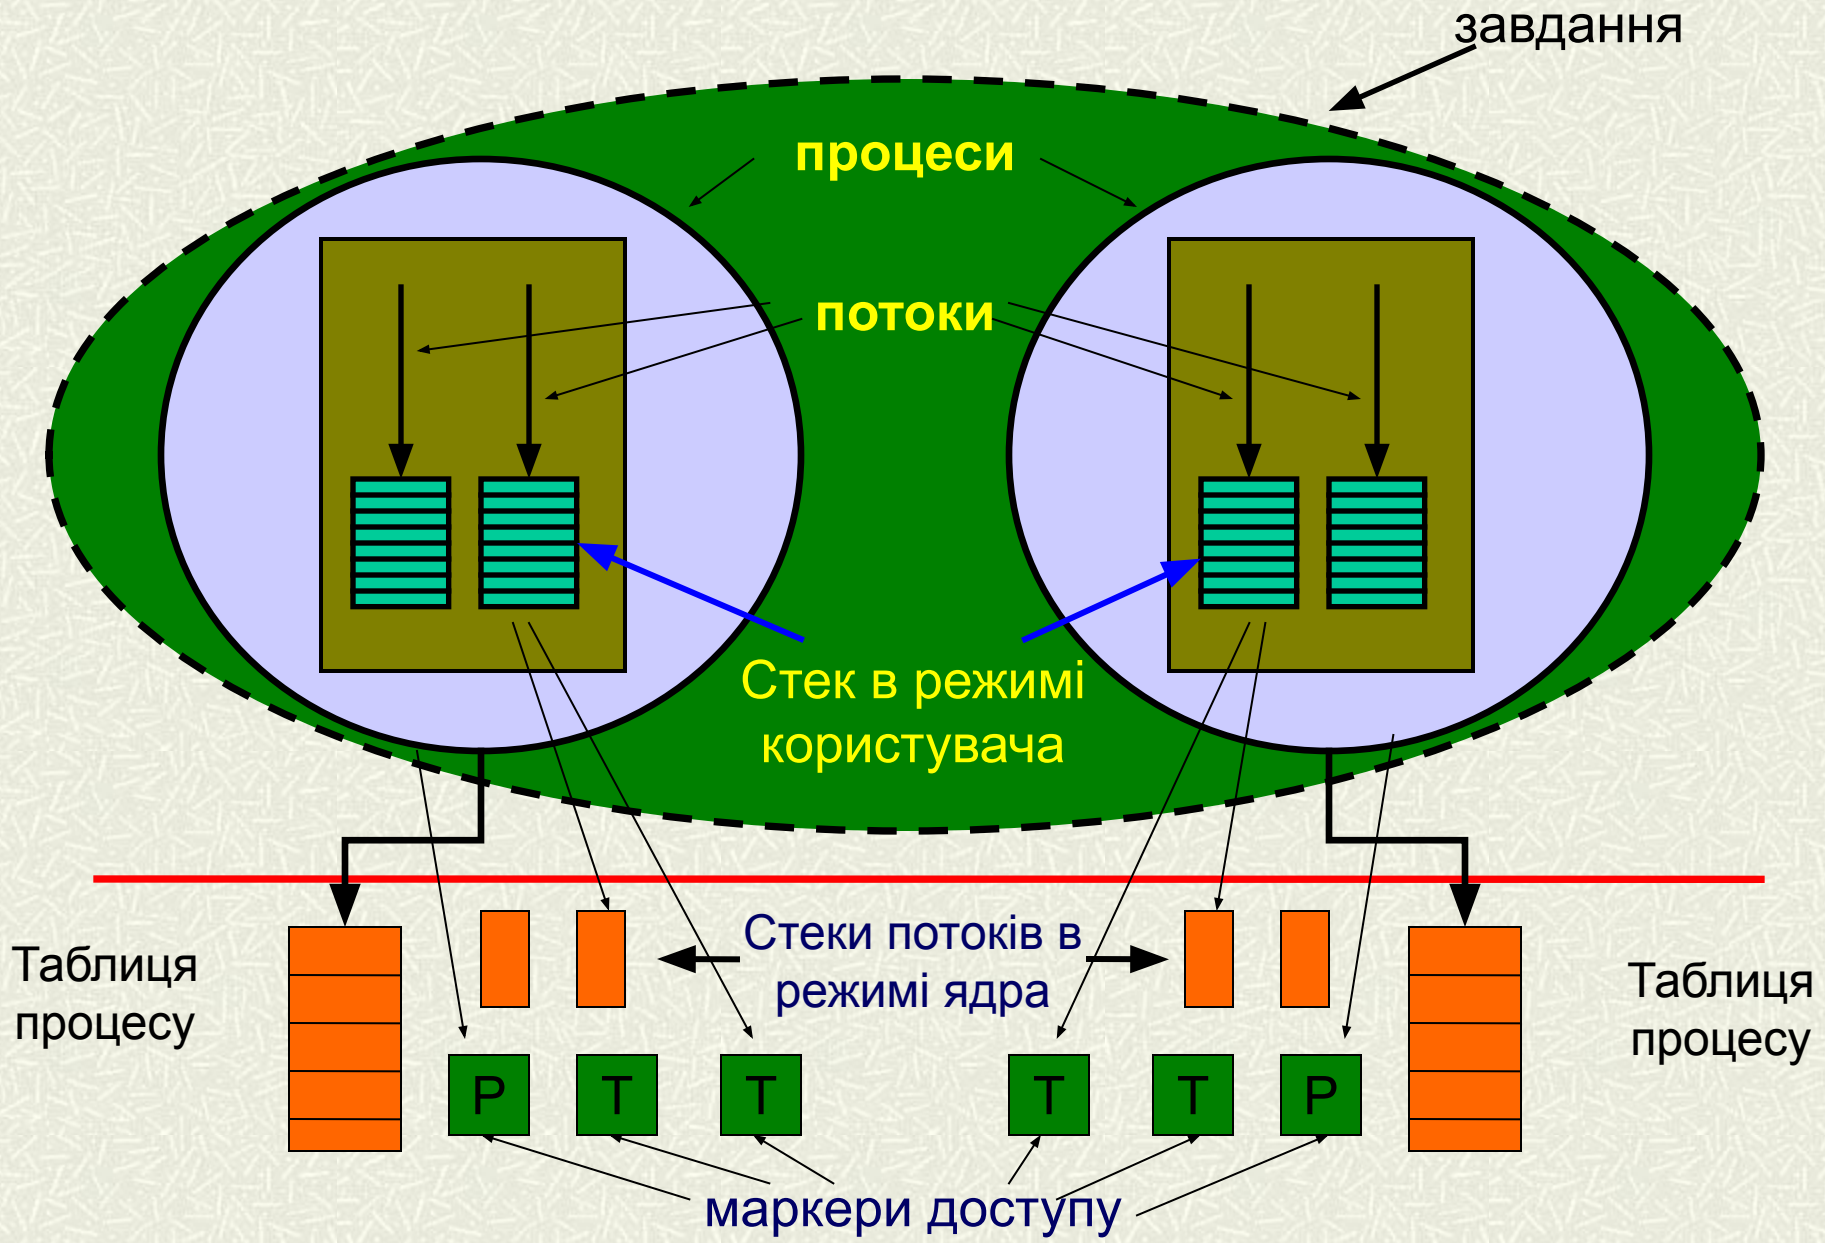 завдання
процеси
потоки
Стек в режимі
користувача
Таблиця
процесу
Стеки потоків в
режимі ядра
Таблиця
процесу
P
T
T
T
T
P
маркери доступу